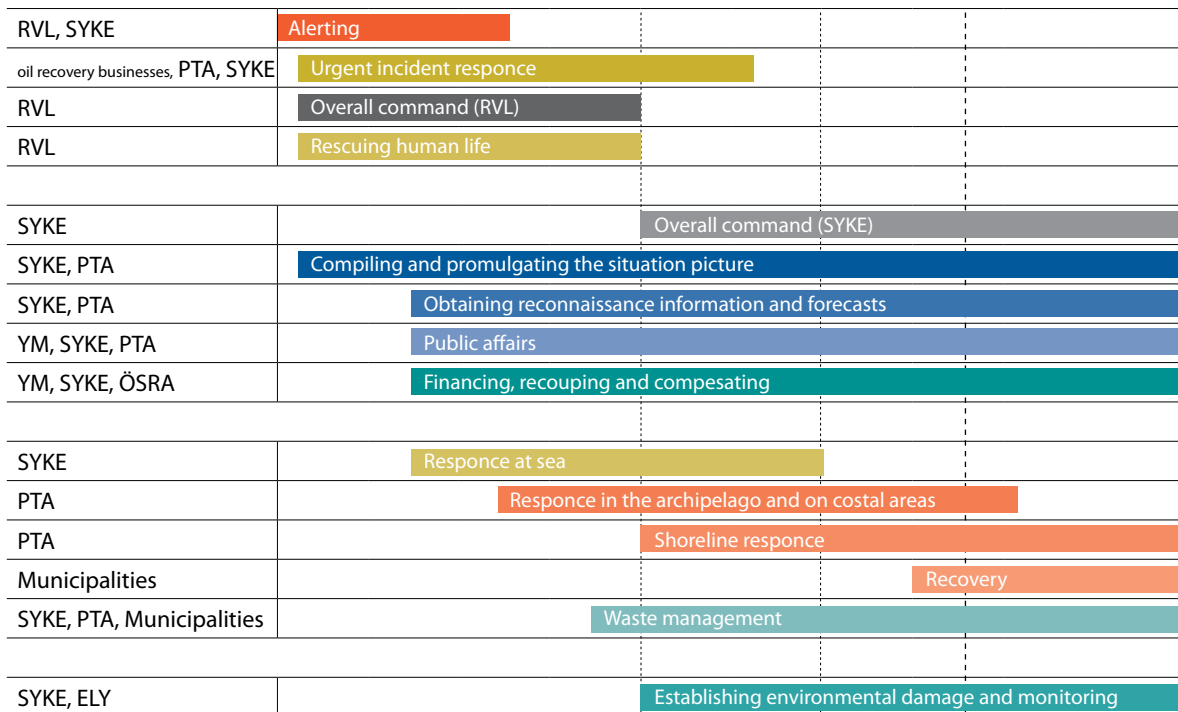 RVL, SYKE Alerting
oil recovery businesses, PTA, SYKE Urgent incident responce
RVL Overall command (RVL)
RVL Rescuing human life
SYKE Overall command (SYKE)
SYKE, PTA Compiling and promulgating the situation picture
SYKE, PTA Obtaining reconnaissance information and forecasts
YM, SYKE, PTA Public affairs
YM, SYKE, ÖSRA Financing, recouping and compesating
SYKE Responce at sea
PTA Responce in the archipelago and on costal areas
PTA Shoreline responce
Municipalities Recovery
SYKE, PTA, Municipalities Waste management
SYKE, ELY Establishing environmental damage and monitoring